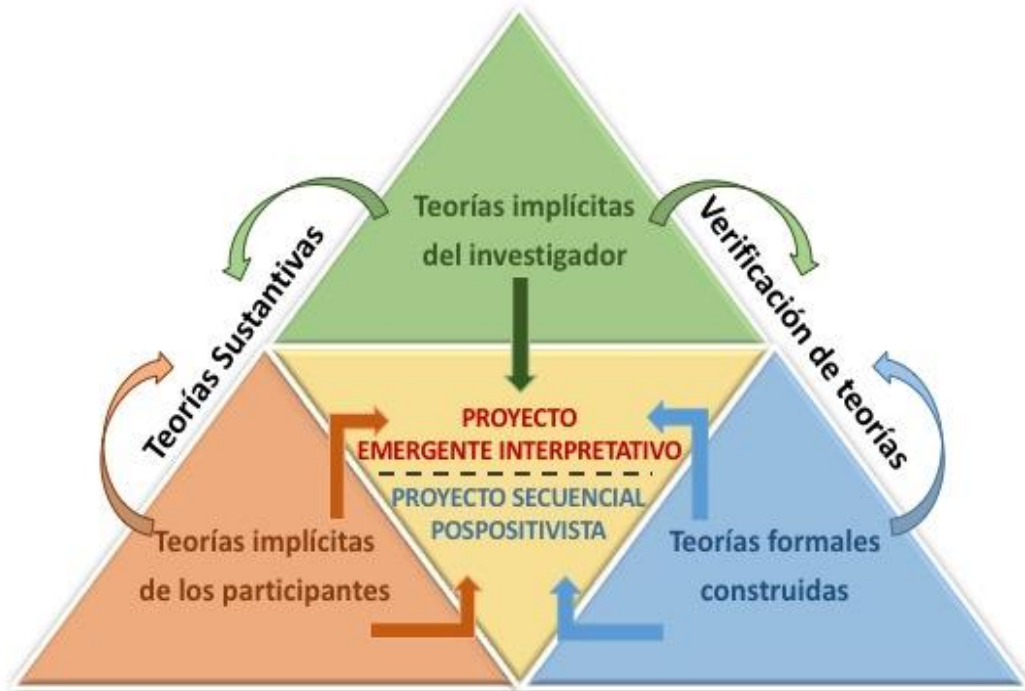 Teorías implícitas
del investigador
Teorías Sustantivas
Verificación de teorías
PROYECTO
EMERGENTE INTERPRETATIVO
PROYECTO SECUENCIAL
POSPOSITIVISTA
Teorías implícitas
de los participantes
Teorías formales
construidas